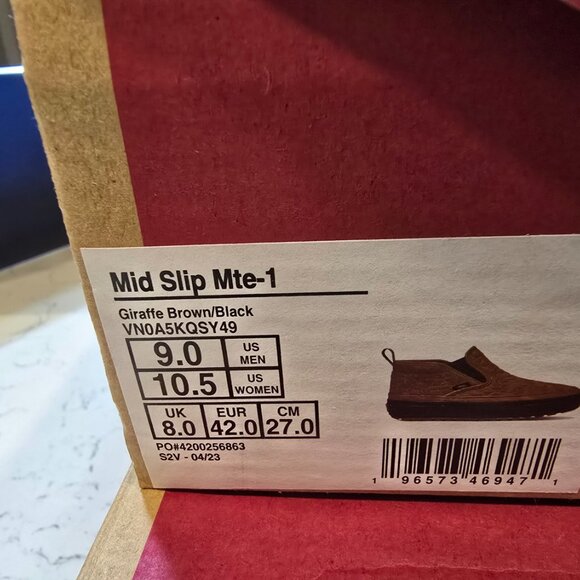 Mid Slip Mte-1
Giraffe Brown/Black
VN0A5KQSY49
9.0 US MEN
10.5 US WOMEN
UK EUR CM
8.0 42.0 27.0
PO#4200256863
S2V - 04/23
1 96573 46947 1